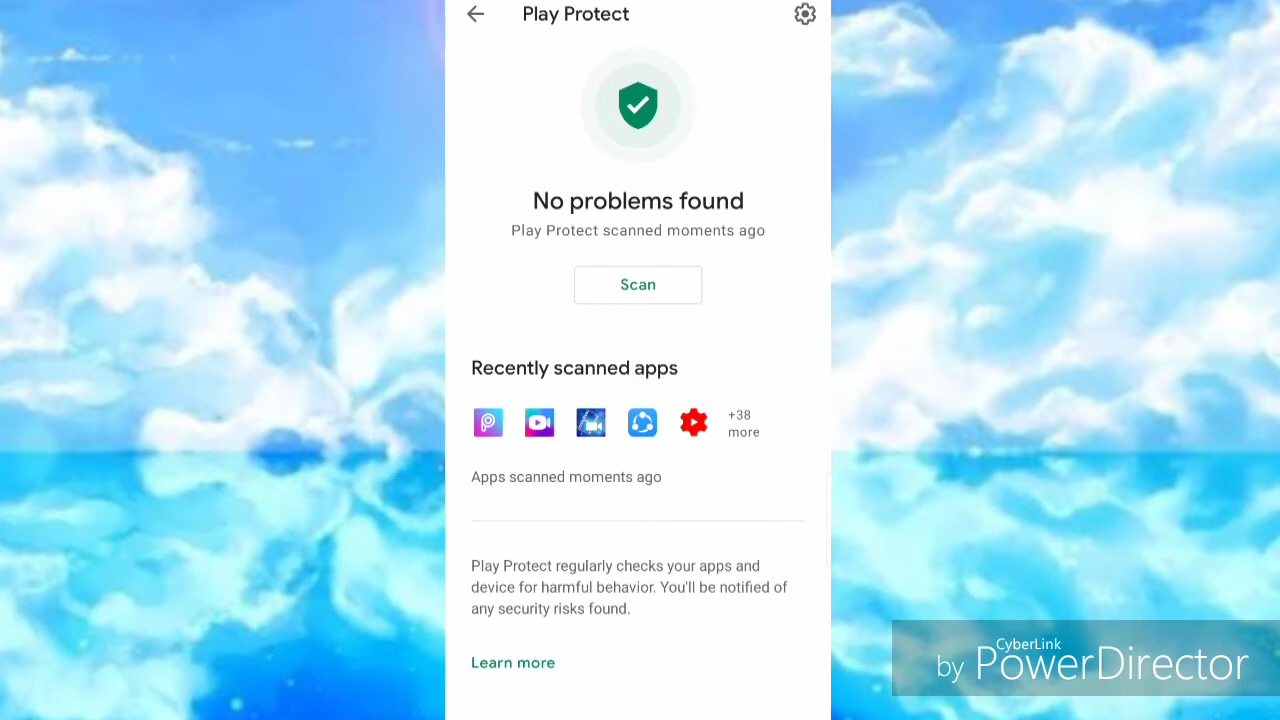 Play Protect
No problems found
Play Protect scanned moments ago
Scan
Recently scanned apps
+38
more
Apps scanned moments ago
Play Protect regularly checks your apps and
device for harmful behavior. You'll be notified of
any security risks found.
Learn more
CyberLink
by PowerDirector